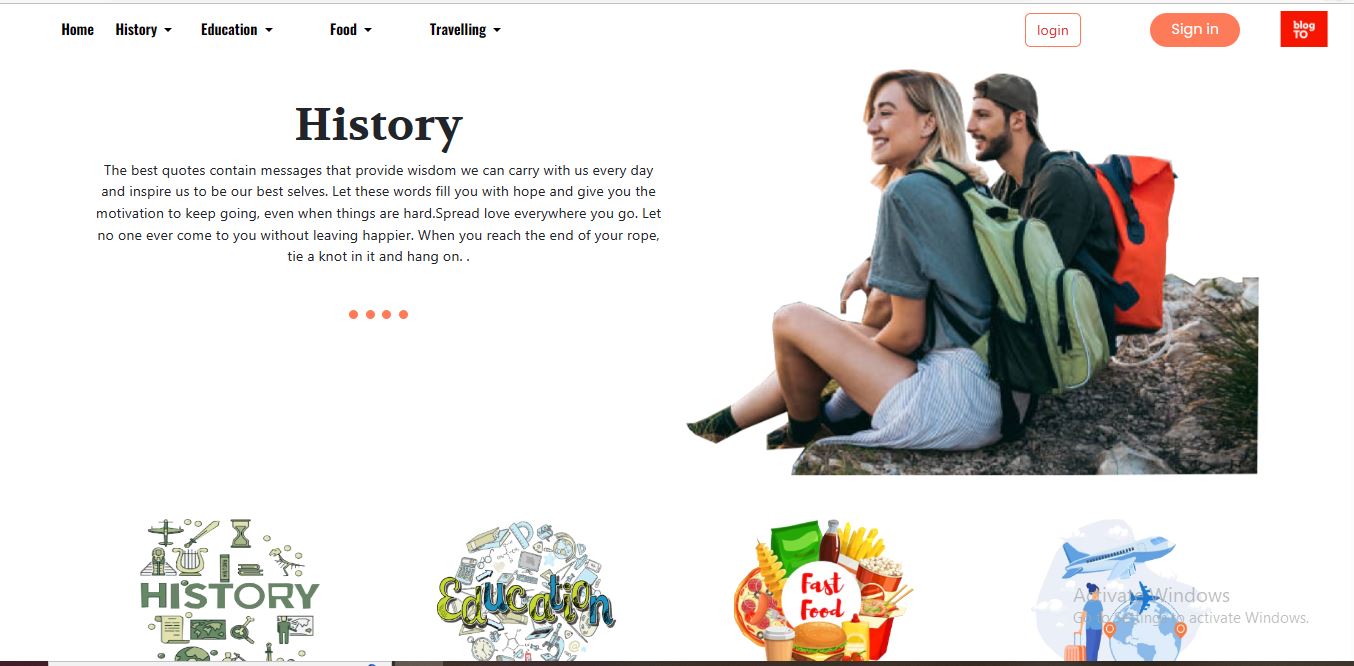 Home History Education Food Travelling login Sign in blog
TO
History
The best quotes contain messages that provide wisdom we can carry with us every day
and inspire us to be our best selves. Let these words fill you with hope and give you the
motivation to keep going, even when things are hard.Spread love everywhere you go. Let
no one ever come to you without leaving happier. When you reach the end of your rope,
tie a knot in it and hang on. .
HISTORY
Education
Fast
Food
Activate Windows
Go to Settings to activate Windows.